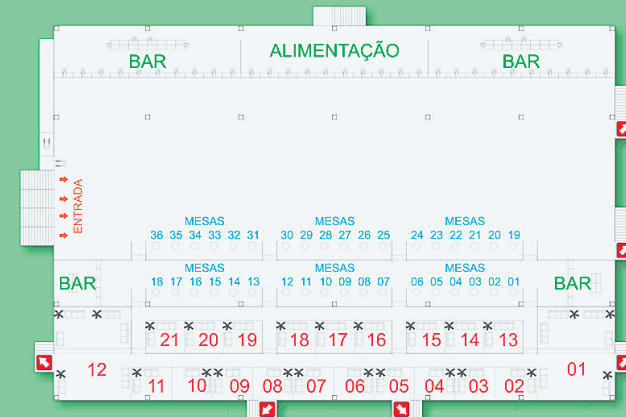 BAR ALIMENTAÇÃO BAR
ENTRADA
MESAS MESAS MESAS
36 35 34 33 32 31 30 29 28 27 26 25 24 23 22 21 20 19
MESAS MESAS MESAS
BAR 18 17 16 15 14 13 12 11 10 09 08 07 06 05 04 03 02 01 BAR
21 20 19 18 17 16 15 14 13
12 01
11 10 09 08 07 06 05 04 03 02